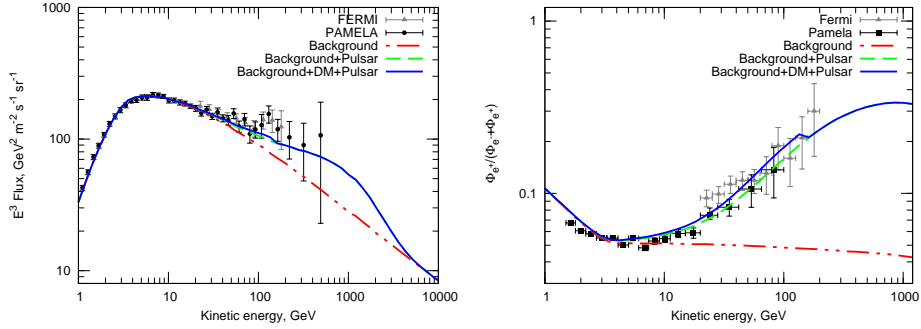 FERMI
PAMELA
Background
Background+Pulsar
Background+DM+Pulsar
1000
100
10
1
10
100
1000
10000
Kinetic energy, GeV
E³ Flux, GeV² m⁻² s⁻¹ sr⁻¹
Fermi
Pamela
Background
Background+Pulsar
Background+DM+Pulsar
1
0.1
1
10
100
1000
Kinetic energy, GeV
Φe⁺/(Φe⁻+Φe⁺)